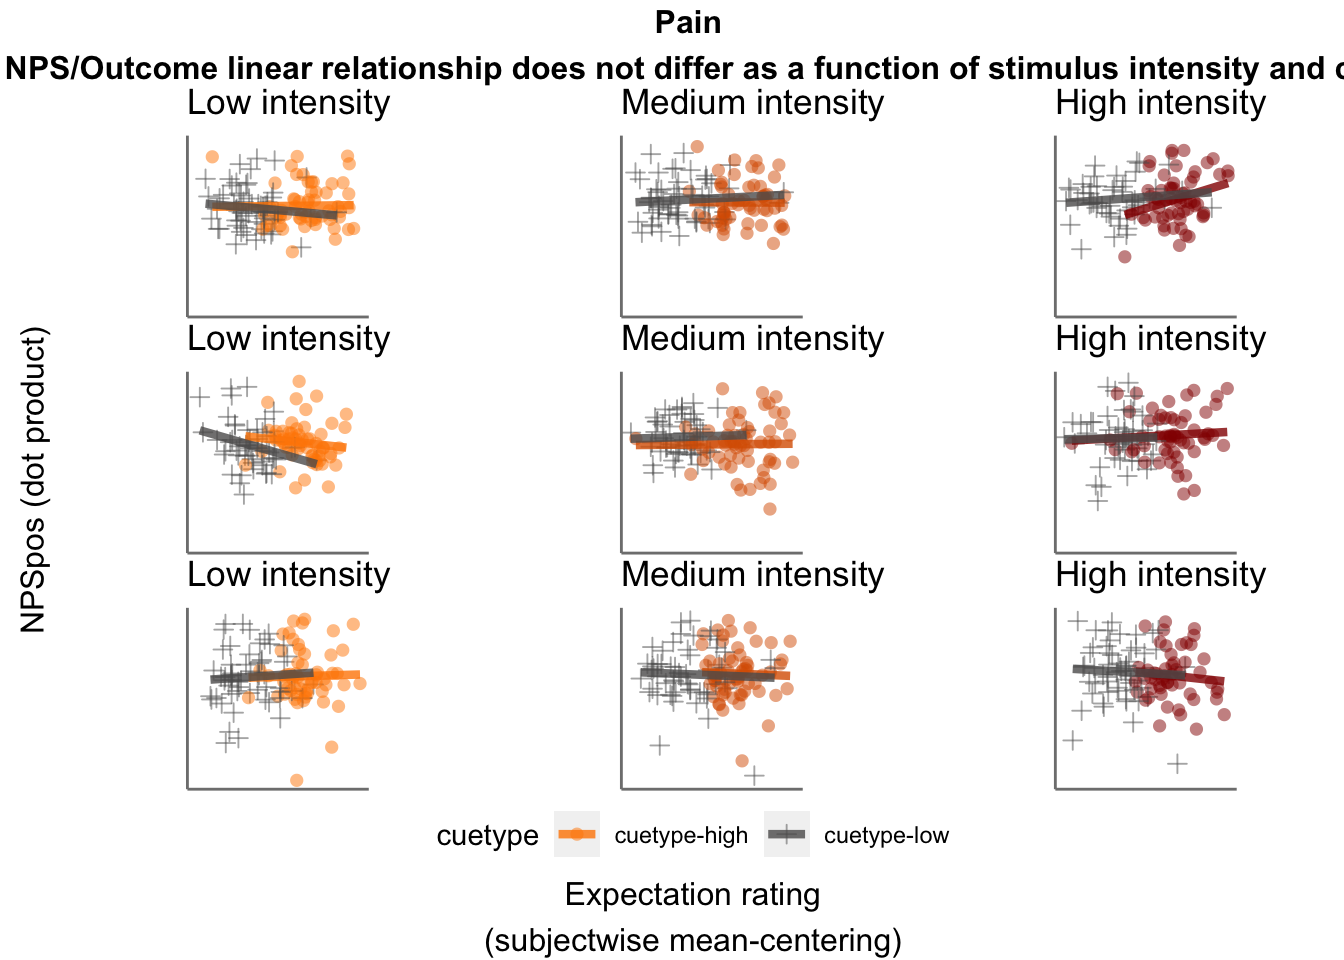 Pain
NPS/Outcome linear relationship does not differ as a function of stimulus intensity and
Low intensity
Medium intensity
High intensity
Low intensity
Medium intensity
High intensity
Low intensity
Medium intensity
High intensity
NPSpos (dot product)
cuetype
cuetype-high
cuetype-low
Expectation rating
(subjectwise mean-centering)